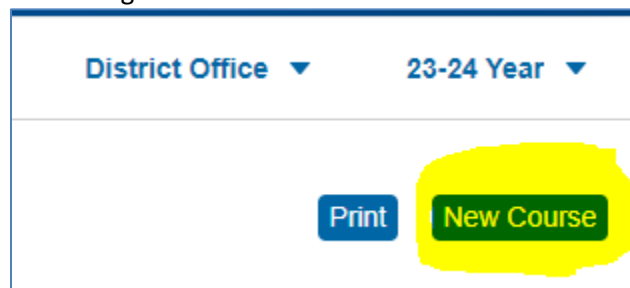 District Office ▼ 23-24 Year ▼
Print New Course